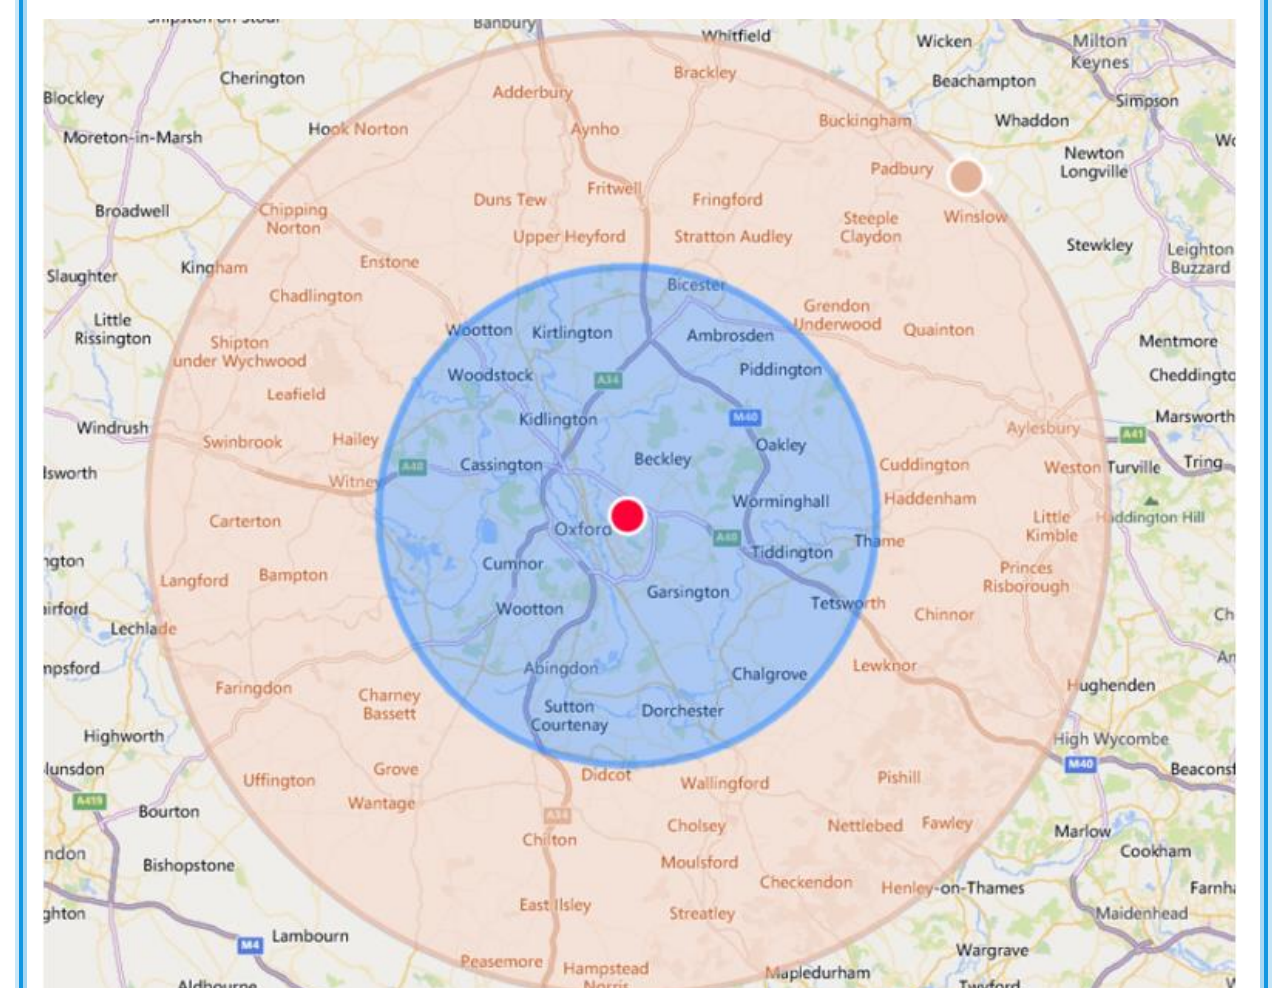 Banbury
Whitfield
Wicken
Milton
Keynes
Cherington
Brackley
Beachampton
Blockley
Adderbury
Simpson
Hook Norton
Aynho
Buckingham
Whaddon
Moreton-in-Marsh
Newton
Longville
Padbury
Fritwell
Duns Tew
Fringford
Broadwell
Chipping
Norton
Steeple
Claydon
Winslow
Upper Heyford
Stratton Audley
Stewkley
Leighton
Buzzard
Kingham
Enstone
Slaughter
Bicester
Chadlington
Grendon
Underwood
Little
Rissington
Wootton
Kirtlington
Ambrosden
Quainton
Shipton
under Wychwood
Mentmore
Woodstock
A34
Piddington
Leafield
Kidlington
M40
Marsworth
Windrush
Swinbrook
Hailey
Oakley
Aylesbury
A41
Cassington
Beckley
Cuddington
Weston Turville
Tring
A40
Witney
Worminghall
Haddenham
Carterton
Oxford
Little
Kimble
Haddington Hill
A40
Thame
Cumnor
Tiddington
Langford
Bampton
Princes
Risborough
Garsington
Wootton
Tetsworth
Chinnor
Lechlade
Abingdon
Chalgrove
Lewknor
Faringdon
Charney
Bassett
Hughenden
Sutton
Courtenay
Dorchester
Highworth
High Wycombe
Grove
Didcot
M40
Uffington
Wallingford
Pishill
A419
Wantage
Bourton
A34
Cholsey
Nettlebed
Fawley
Marlow
Chilton
Cookham
Bishopstone
Moulsford
Checkendon
Henley-on-Thames
East Ilsley
Streatley
Maidenhead
M4
Lambourn
Wargrave
Peasemore
Hampstead
Norris
Mapledurham
Twyford